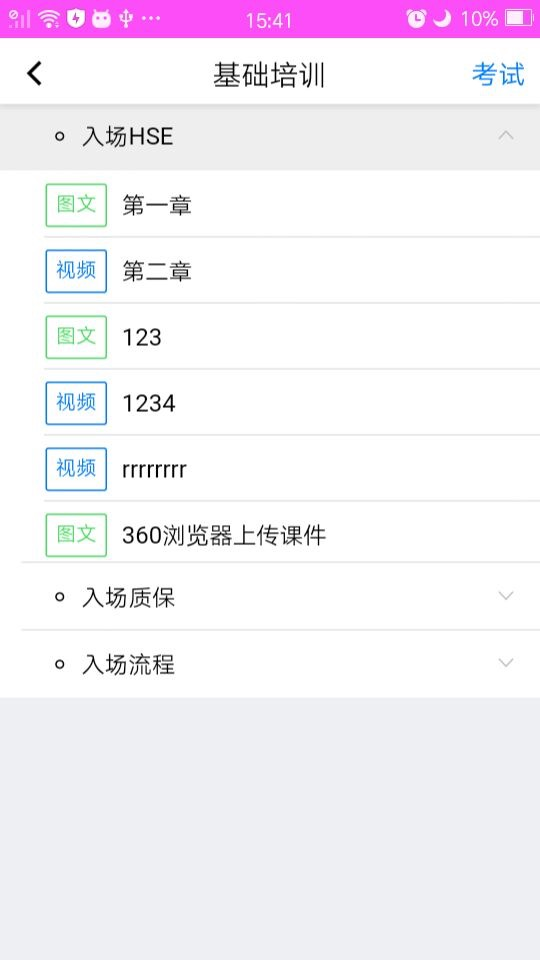 15:41 10%
基础培训 考试
入场HSE
图文 第一章
视频 第二章
图文 123
视频 1234
视频 rrrrrrrr
图文 360浏览器上传课件
入场质保
入场流程